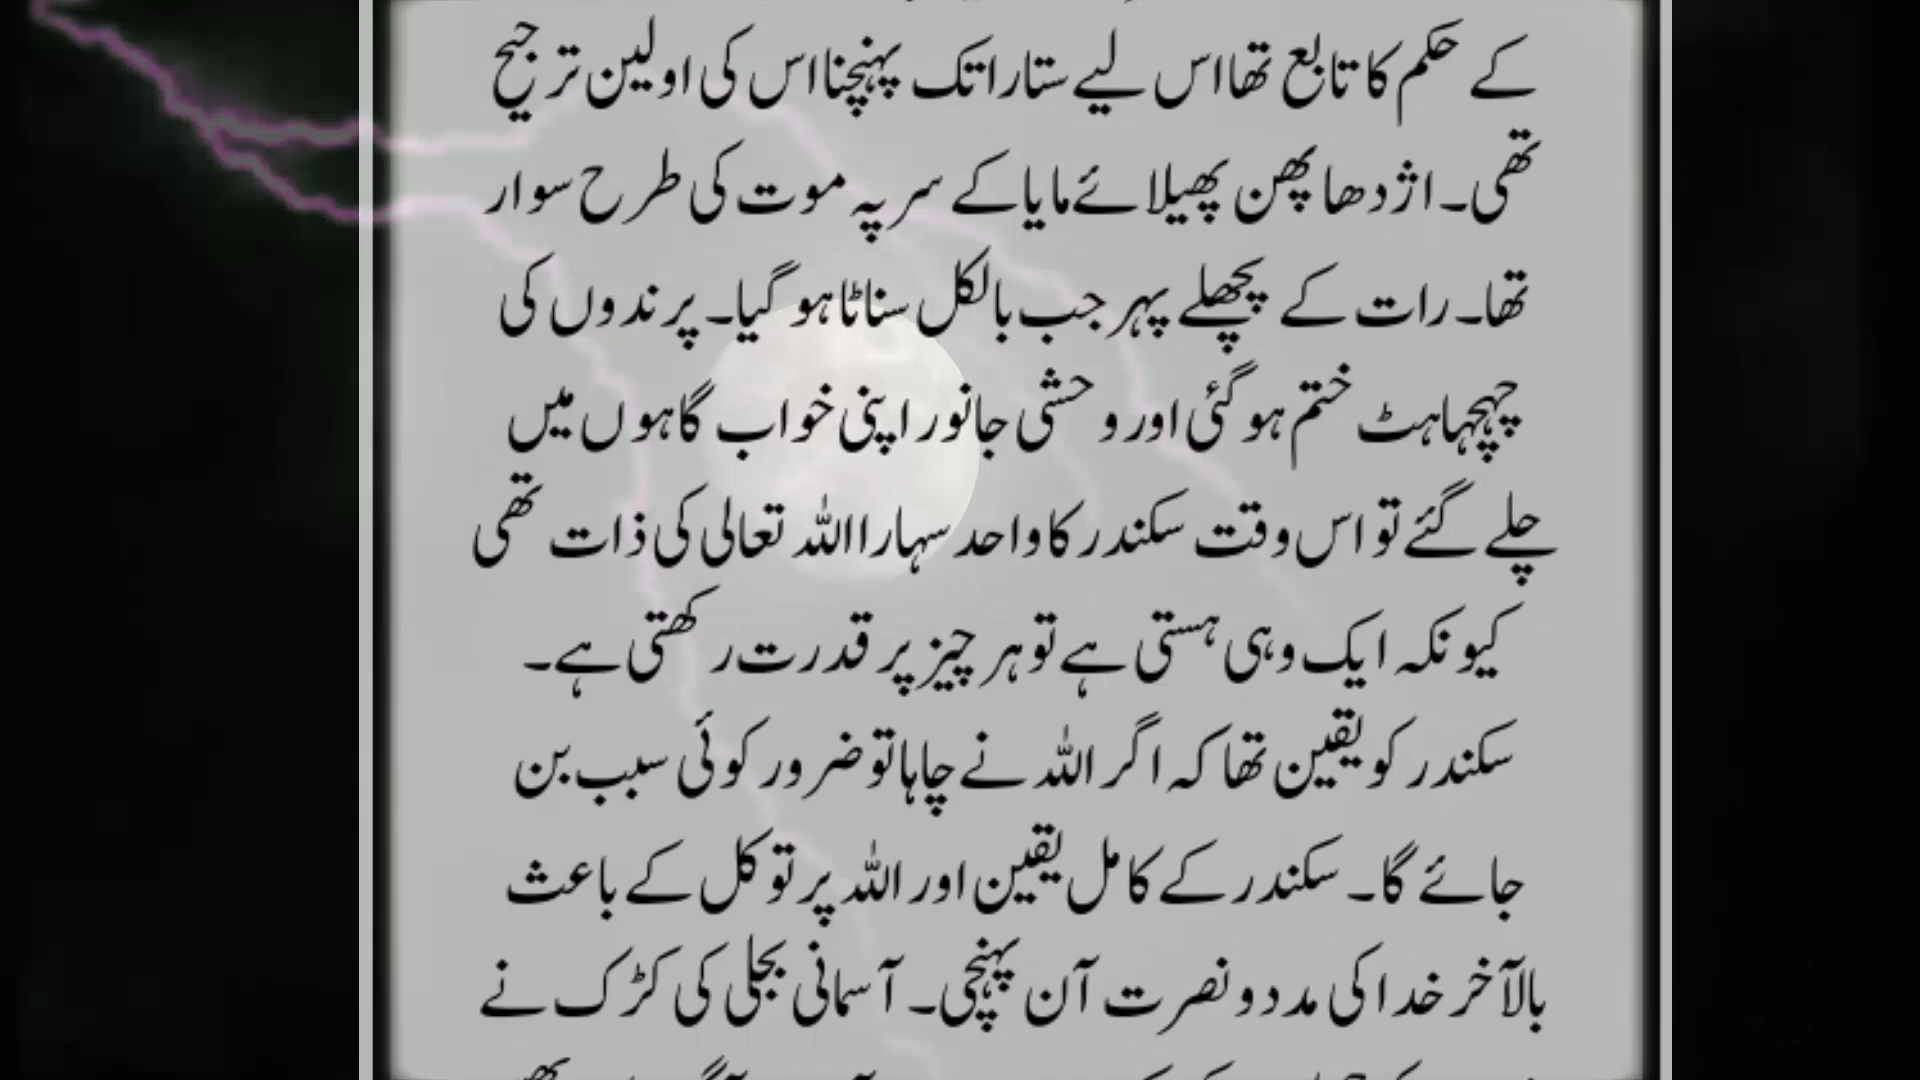 کے حکم کا تابع تھا اس لیے ستارا تک پہنچنا اس کی اولین ترجیح
تھی۔ اژدھا پھن پھیلائے مایا کے سر پہ موت کی طرح سوار
تھا۔ رات کے پچھلے پہر جب بالکل سناٹا ہو گیا۔ پرندوں کی
چہچہاہٹ ختم ہو گئی اور وحشی جانور اپنی خواب گاہوں میں
چلے گئے تو اس وقت سکندر کا واحد سہارا اللہ تعالی کی ذات تھی
کیونکہ ایک وہی ہستی ہے تو ہر چیز پر قدرت رکھتی ہے۔
سکندر کو یقین تھا کہ اگر اللہ نے چاہا تو ضرور کوئی سبب بن
جائے گا۔ سکندر کے کامل یقین اور اللہ پر توکل کے باعث
بالآخر خدا کی مدد و نصرت آن پہنچی۔ آسمانی بجلی کی کڑک نے